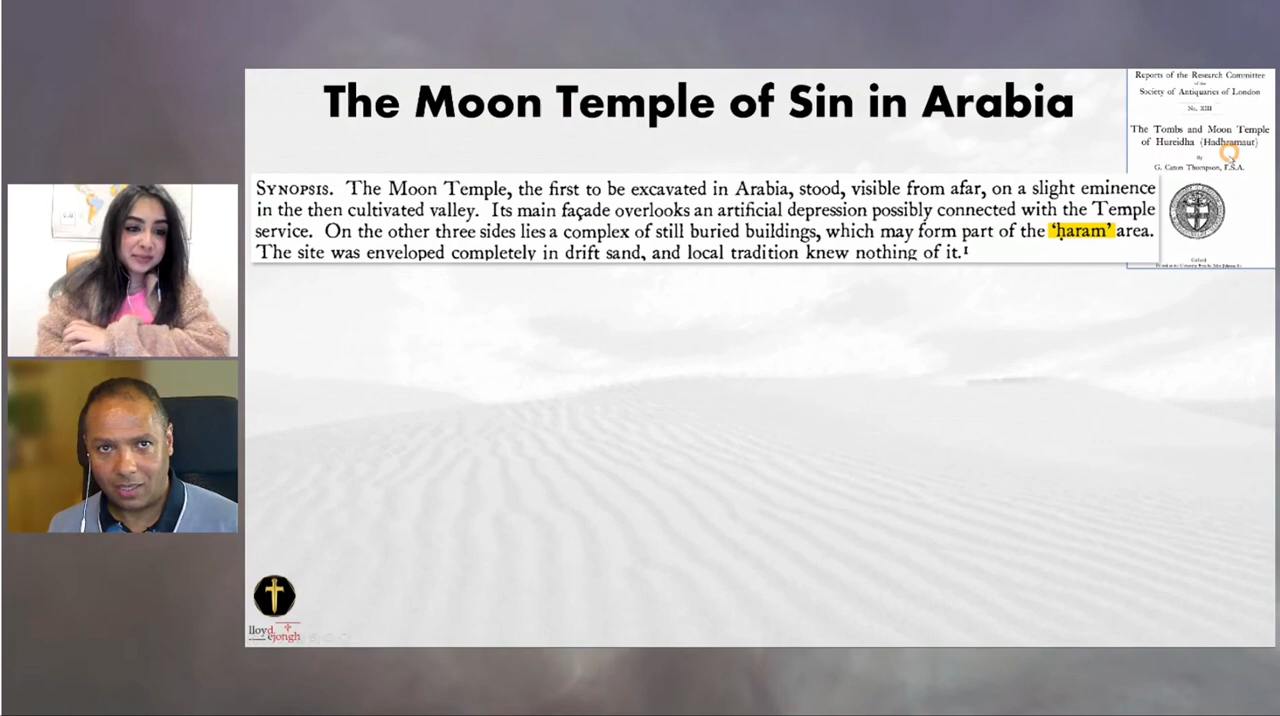 The Moon Temple of Sin in Arabia
Reports of the Research Committee
of the
Society of Antiquaries of London
No. XIII
The Tombs and Moon Temple
of Hureidha (Hadhramaut)
By
G. Caton Thompson, F.S.A.
SYNOPSIS. The Moon Temple, the first to be excavated in Arabia, stood, visible from afar, on a slight eminence
in the then cultivated valley. Its main façade overlooks an artificial depression possibly connected with the Temple
service. On the other three sides lies a complex of still buried buildings, which may form part of the ‘ḥaram’ area.
The site was enveloped completely in drift sand, and local tradition knew nothing of it.¹
Oxford
lloyd
dejongh